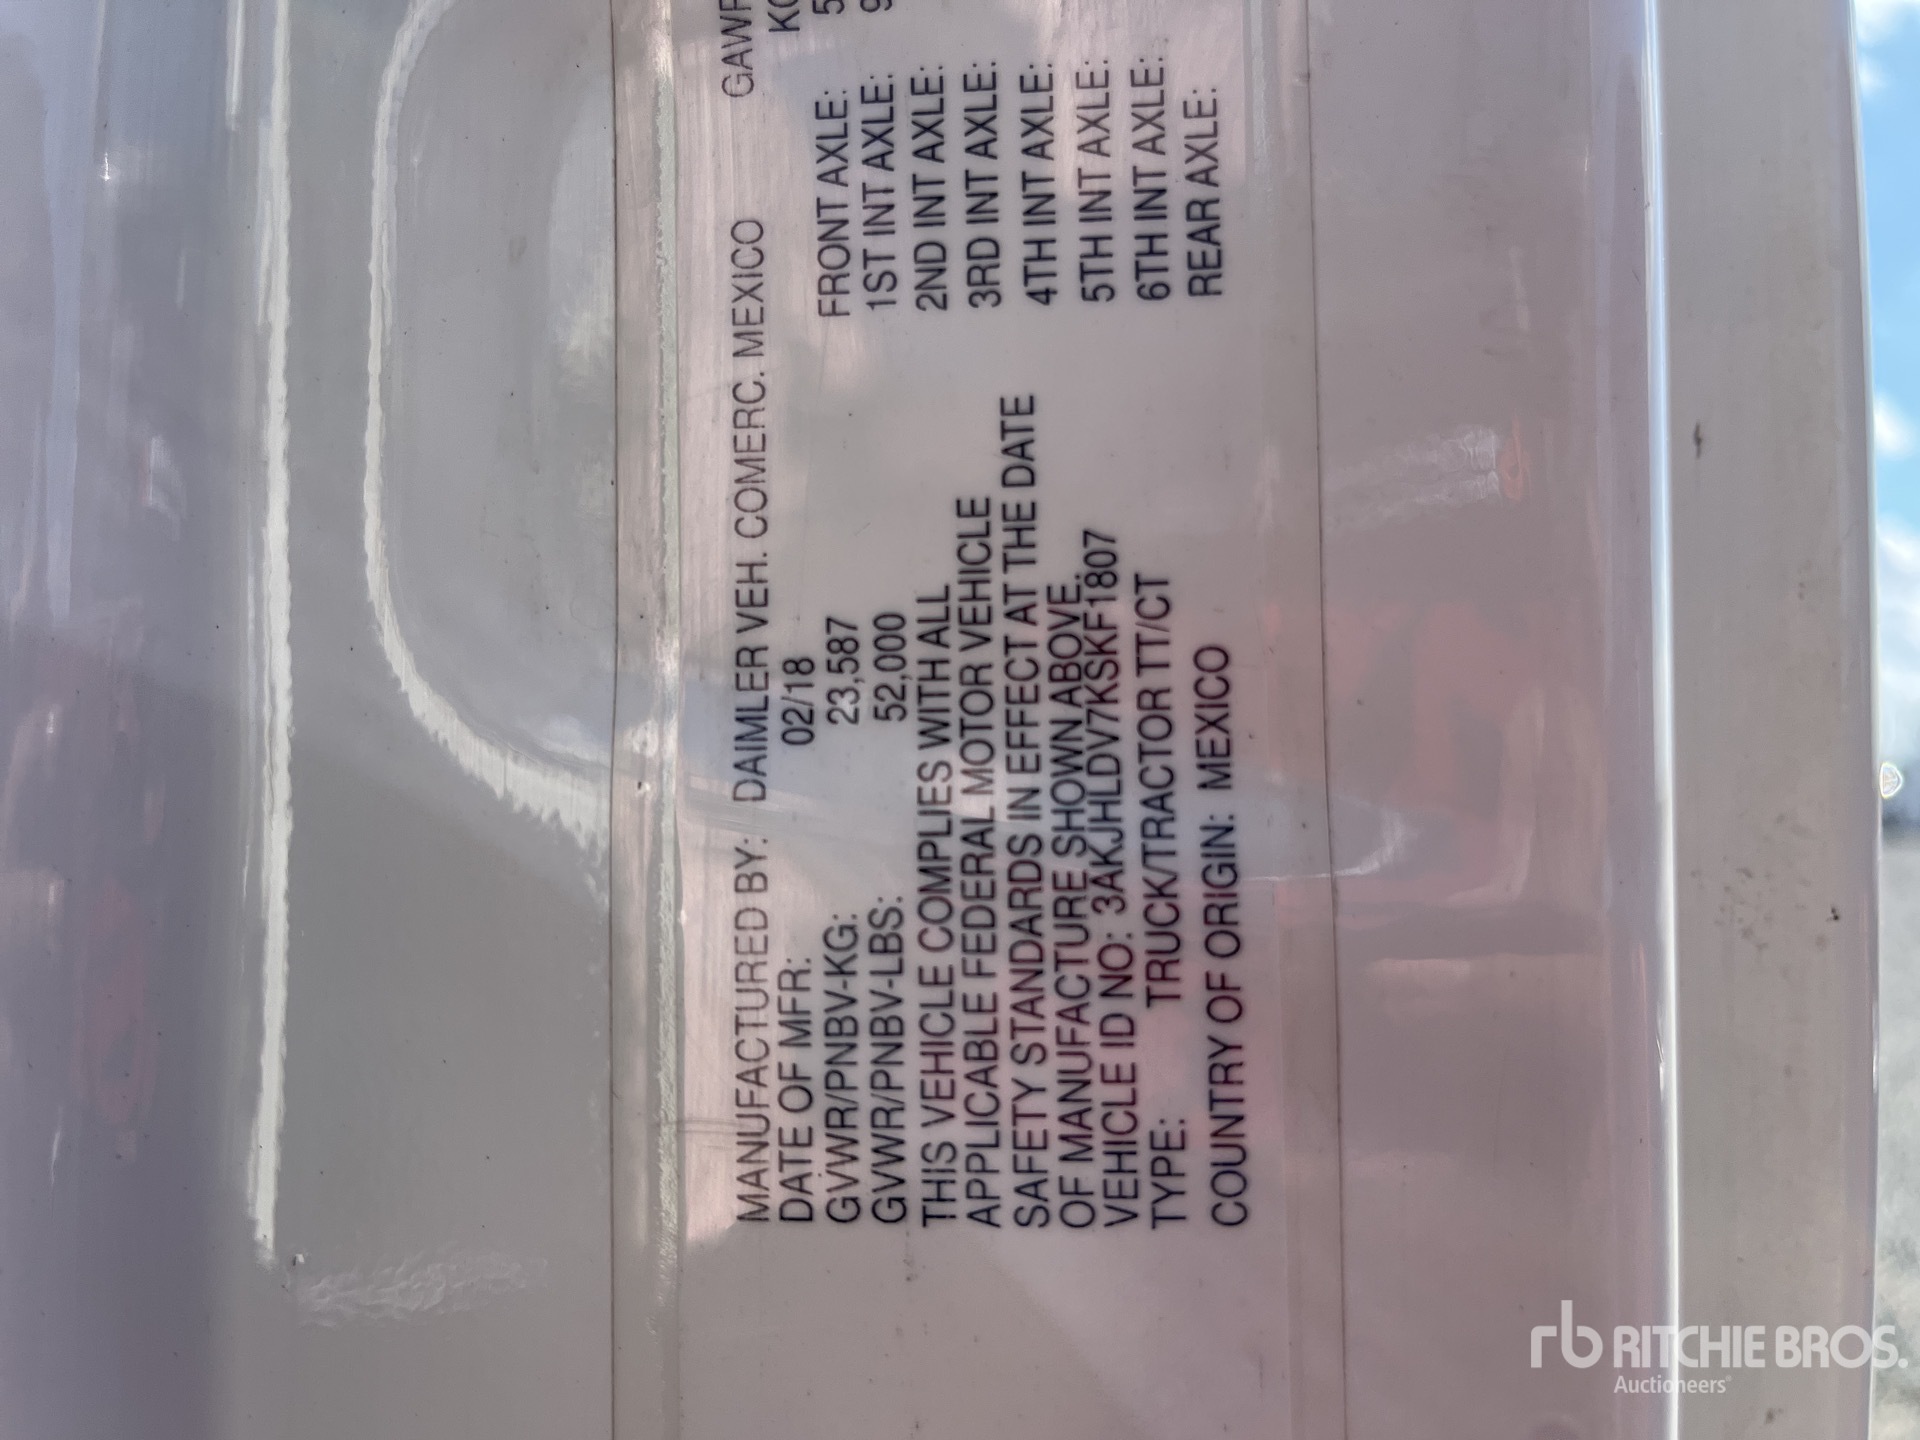 MANUFACTURED BY: DAIMLER VEH. COMERC. MEXICO
DATE OF MFR: 02/18
GVWR/PNBV-KG: 23,587
GVWR/PNBV-LBS: 52,000
THIS VEHICLE COMPLIES WITH ALL
APPLICABLE FEDERAL MOTOR VEHICLE
SAFETY STANDARDS IN EFFECT AT THE DATE
OF MANUFACTURE SHOWN ABOVE.
VEHICLE ID NO: 3AKJHLDV7KSKF1807
TYPE: TRUCK/TRACTOR TT/CT
COUNTRY OF ORIGIN: MEXICO
GAWR
FRONT AXLE:
1ST INT AXLE:
2ND INT AXLE:
3RD INT AXLE:
4TH INT AXLE:
5TH INT AXLE:
6TH INT AXLE:
REAR AXLE:
rb RITCHIE BROS.
Auctioneers